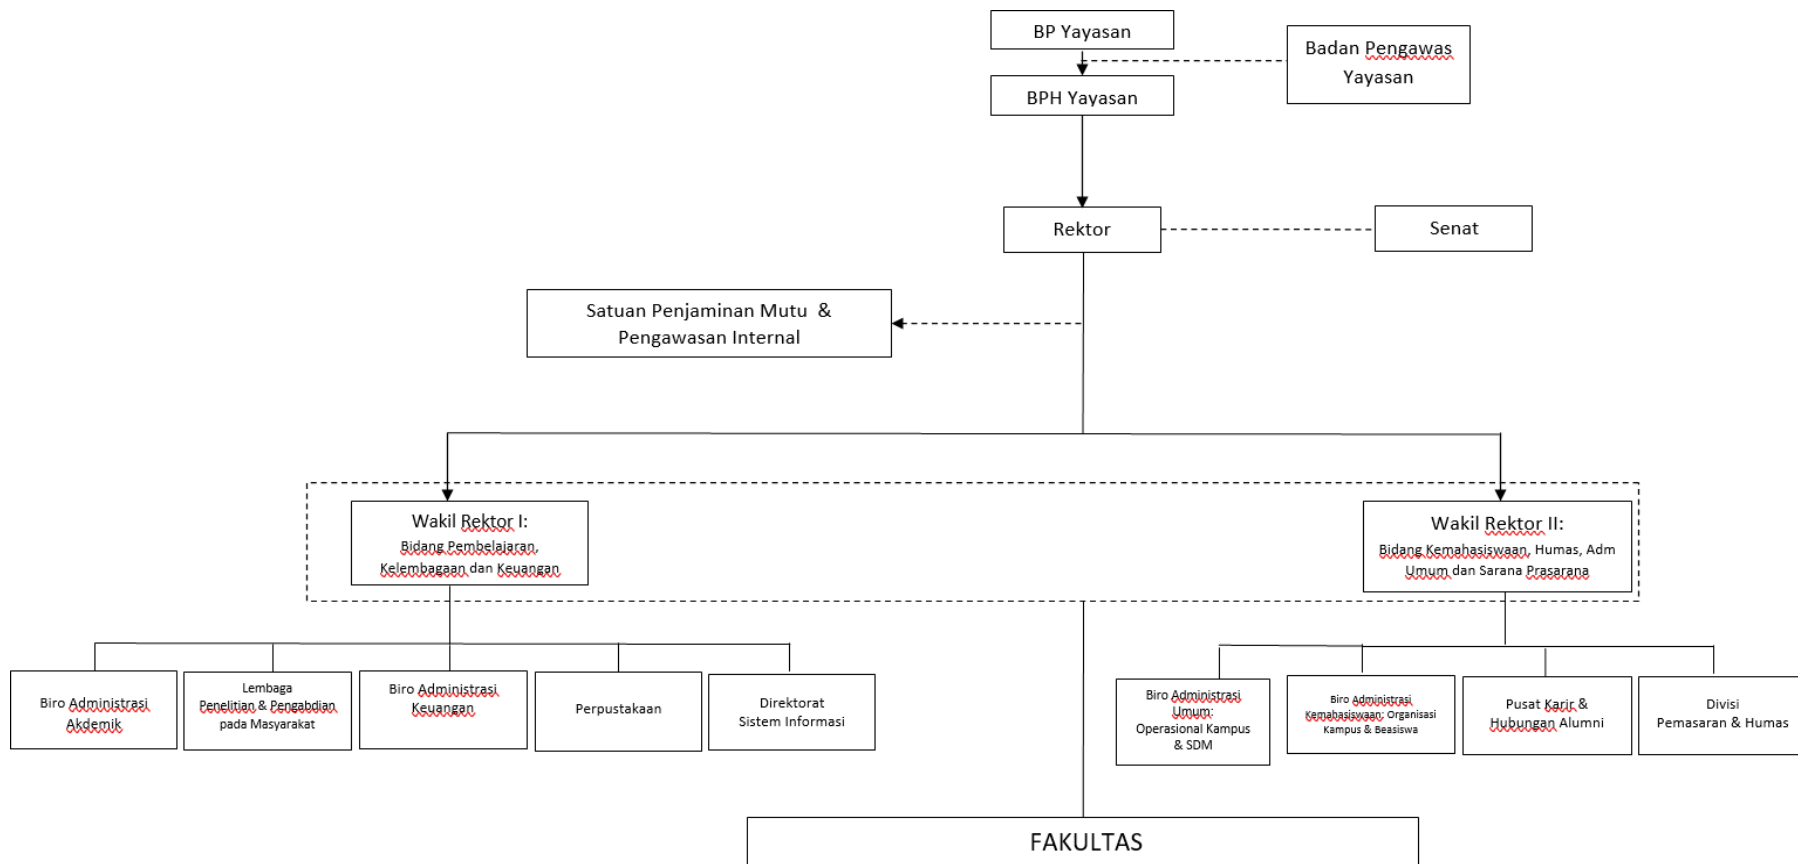 BP Yayasan
Badan Pengawas
Yayasan
BPH Yayasan
Rektor
Senat
Satuan Penjaminan Mutu &
Pengawasan Internal
Wakil Rektor I:
Bidang Pembelajaran,
Kelembagaan dan Keuangan
Wakil Rektor II:
Bidang Kemahasiswaan, Humas, Adm
Umum dan Sarana Prasarana
Biro Administrasi
Akdemik
Lembaga
Penelitian & Pengabdian
pada Masyarakat
Biro Administrasi
Keuangan
Perpustakaan
Direktorat
Sistem Informasi
Biro Administrasi
Umum:
Operasional Kampus
& SDM
Biro Administrasi
Kemahasiswaan: Organisasi
Kampus & Beasiswa
Pusat Karir &
Hubungan Alumni
Divisi
Pemasaran & Humas
FAKULTAS